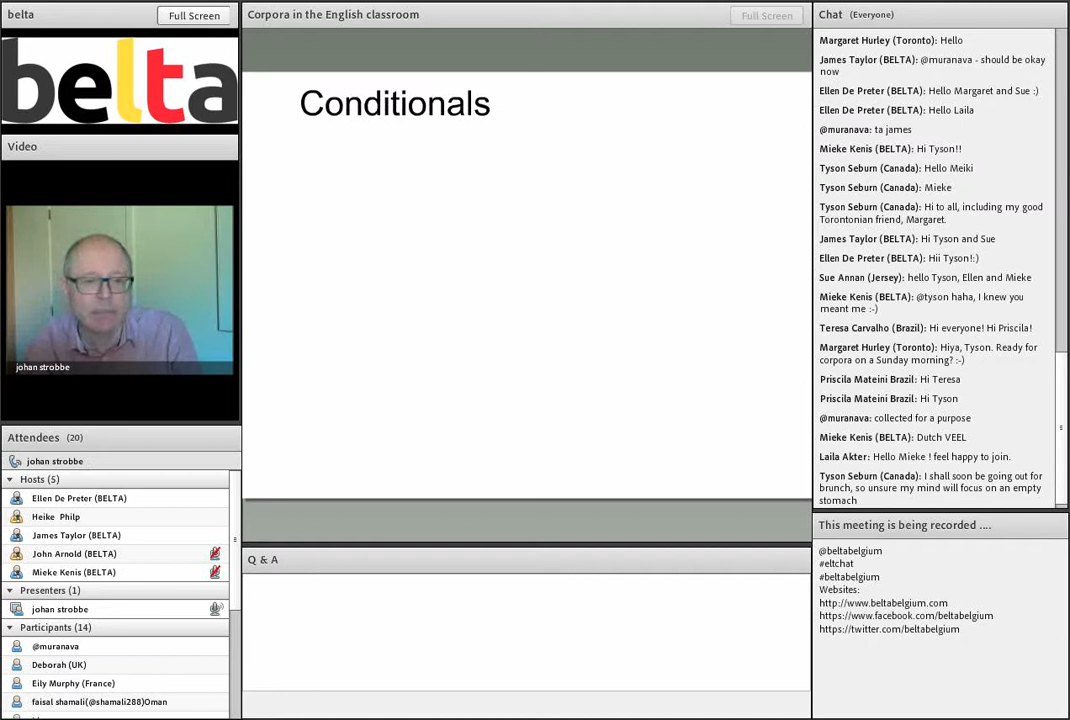 belta
Full Screen
belta
Video
johan strobbe
Attendees (20)
johan strobbe
Hosts (5)
Ellen De Preter (BELTA)
Heike Philp
James Taylor (BELTA)
John Arnold (BELTA)
Mieke Kenis (BELTA)
Presenters (1)
johan strobbe
Participants (14)
@muranava
Deborah (UK)
Eily Murphy (France)
faisal shamali(@shamali288)Oman
Corpora in the English classroom
Full Screen
Conditionals
Q & A
Chat (Everyone)
Margaret Hurley (Toronto): Hello
James Taylor (BELTA): @muranava - should be okay
now
Ellen De Preter (BELTA): Hello Margaret and Sue :)
Ellen De Preter (BELTA): Hello Laila
@muranava: ta james
Mieke Kenis (BELTA): Hi Tyson!!
Tyson Seburn (Canada): Hello Meiki
Tyson Seburn (Canada): Mieke
Tyson Seburn (Canada): Hi to all, including my good
Torontonian friend, Margaret.
James Taylor (BELTA): Hi Tyson and Sue
Ellen De Preter (BELTA): Hii Tyson!:)
Sue Annan (Jersey): hello Tyson, Ellen and Mieke
Mieke Kenis (BELTA): @tyson haha, I knew you
meant me :-)
Teresa Carvalho (Brazil): Hi everyone! Hi Priscila!
Margaret Hurley (Toronto): Hiya, Tyson. Ready for
corpora on a Sunday morning? :-)
Priscila Mateini Brazil: Hi Teresa
Priscila Mateini Brazil: Hi Tyson
@muranava: collected for a purpose
Mieke Kenis (BELTA): Dutch VEEL
Laila Akter: Hello Mieke ! feel happy to join.
Tyson Seburn (Canada): I shall soon be going out for
brunch, so unsure my mind will focus on an empty
stomach
This meeting is being recorded ....
@beltabelgium
#eltchat
#beltabelgium
Websites:
http://www.beltabelgium.com
https://www.facebook.com/beltabelgium
https://twitter.com/beltabelgium